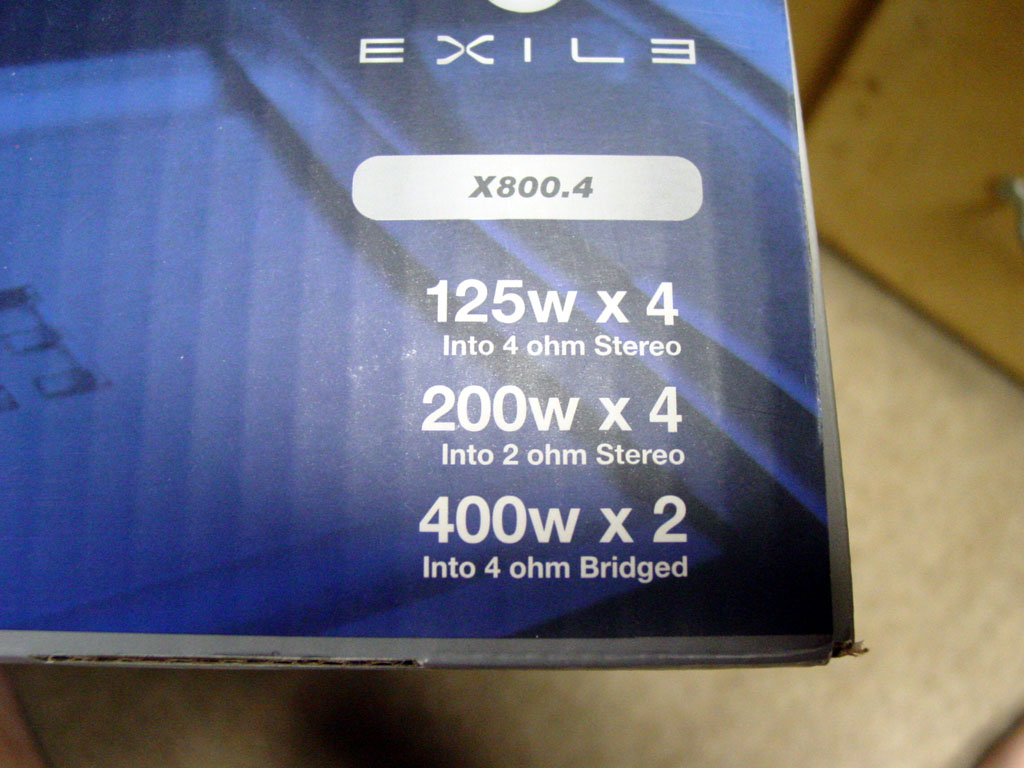 EXILE
X800.4
125w x 4
Into 4 ohm Stereo
200w x 4
Into 2 ohm Stereo
400w x 2
Into 4 ohm Bridged